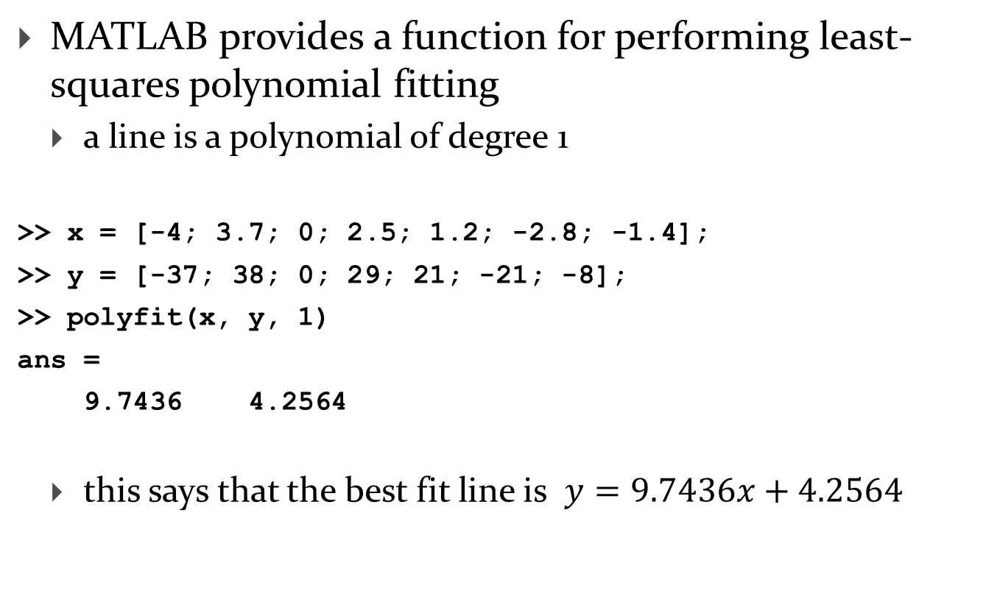 MATLAB provides a function for performing least-
squares polynomial fitting
a line is a polynomial of degree 1
>> x = [-4; 3.7; 0; 2.5; 1.2; -2.8; -1.4];
>> y = [-37; 38; 0; 29; 21; -21; -8];
>> polyfit(x, y, 1)
ans =
9.7436 4.2564
this says that the best fit line is y = 9.7436x + 4.2564